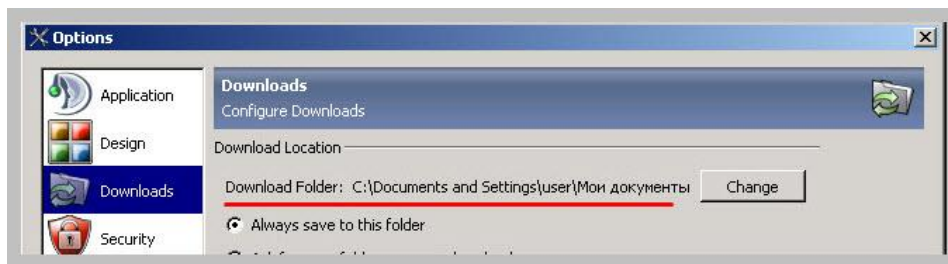 Options
Application
Downloads
Configure Downloads
Design
Download Location
Downloads
Download Folder: C:\Documents and Settings\user\Мои документы
Change
Always save to this folder
Security